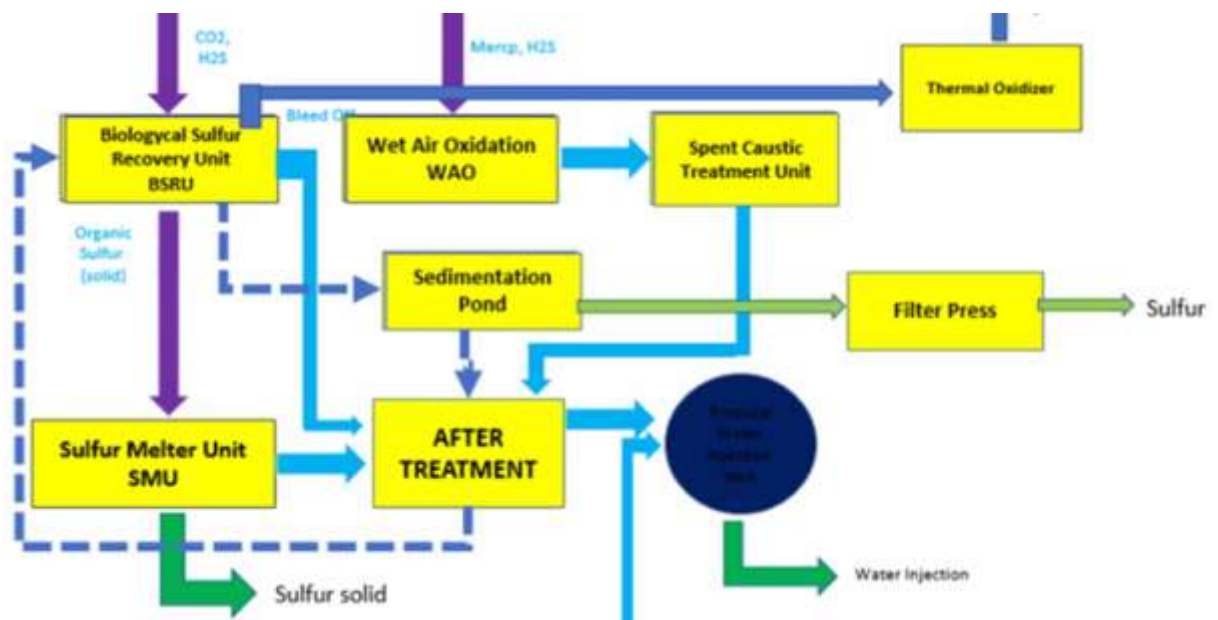 CO2,
H2S
Mercp, H2S
Thermal Oxidizer
Bleed Off
Biologycal Sulfur
Recovery Unit
BSRU
Wet Air Oxidation
WAO
Spent Caustic
Treatment Unit
Organic
Sulfur
(solid)
Sedimentation
Pond
Filter Press
Sulfur
Sulfur Melter Unit
SMU
AFTER
TREATMENT
Water
Injection
Sulfur solid
Water Injection